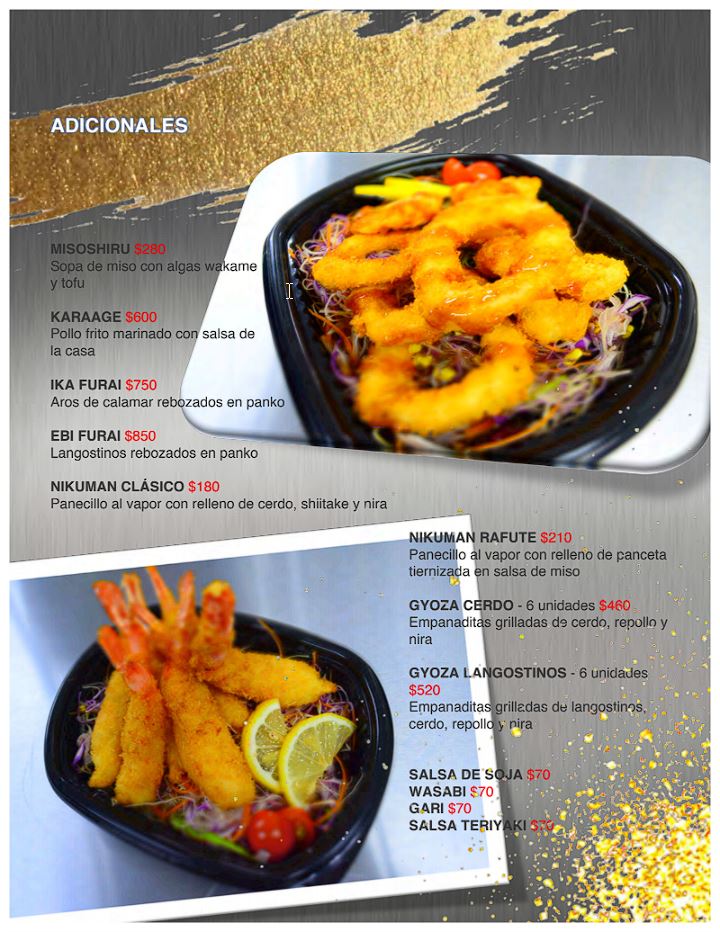 ADICIONALES
MISOSHIRU $280
Sopa de miso con algas wakame
y tofu
KARAAGE $600
Pollo frito marinado con salsa de
la casa
IKA FURAI $750
Aros de calamar rebozados en panko
EBI FURAI $850
Langostinos rebozados en panko
NIKUMAN CLÁSICO $180
Panecillo al vapor con relleno de cerdo, shiitake y nira
NIKUMAN RAFUTE $210
Panecillo al vapor con relleno de panceta
tiernizada en salsa de miso
GYOZA CERDO - 6 unidades $460
Empanaditas grilladas de cerdo, repollo y
nira
GYOZA LANGOSTINOS - 6 unidades
$520
Empanaditas grilladas de langostinos,
cerdo, repollo y nira
SALSA DE SOJA $70
WASABI $70
GARI $70
SALSA TERIYAKI $70